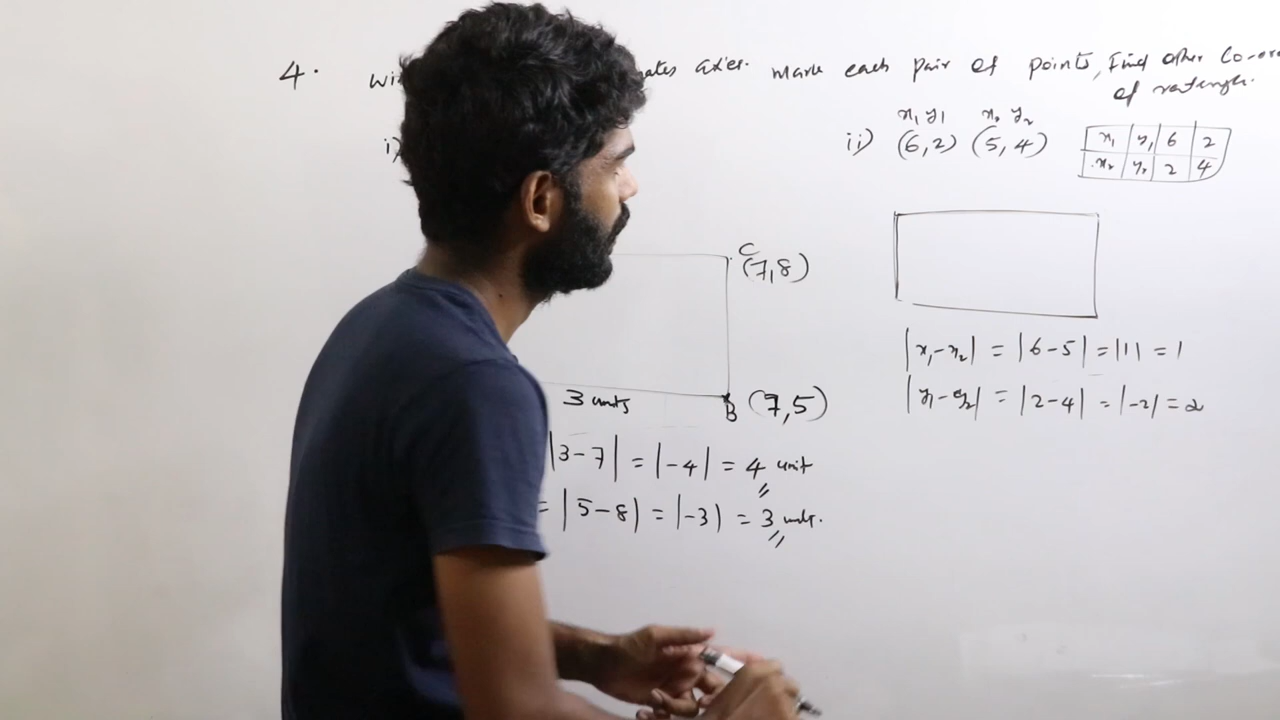 4. ates axes. Mark each pair of points, Find other Co-or
of rectangle.
i)
ii) (6,2) (5,4)
x₁ y₁ x₂ y₂
x₁ y₁ 6 2
x₂ y₂ 2 4
C
(7,8)
B (7,5)
3 units
|3-7| = |-4| = 4 unit
= |5-8| = |-3| = 3 units.
|x₁-x₂| = |6-5| = |1| = 1
|y₁-y₂| = |2-4| = |-2| = 2